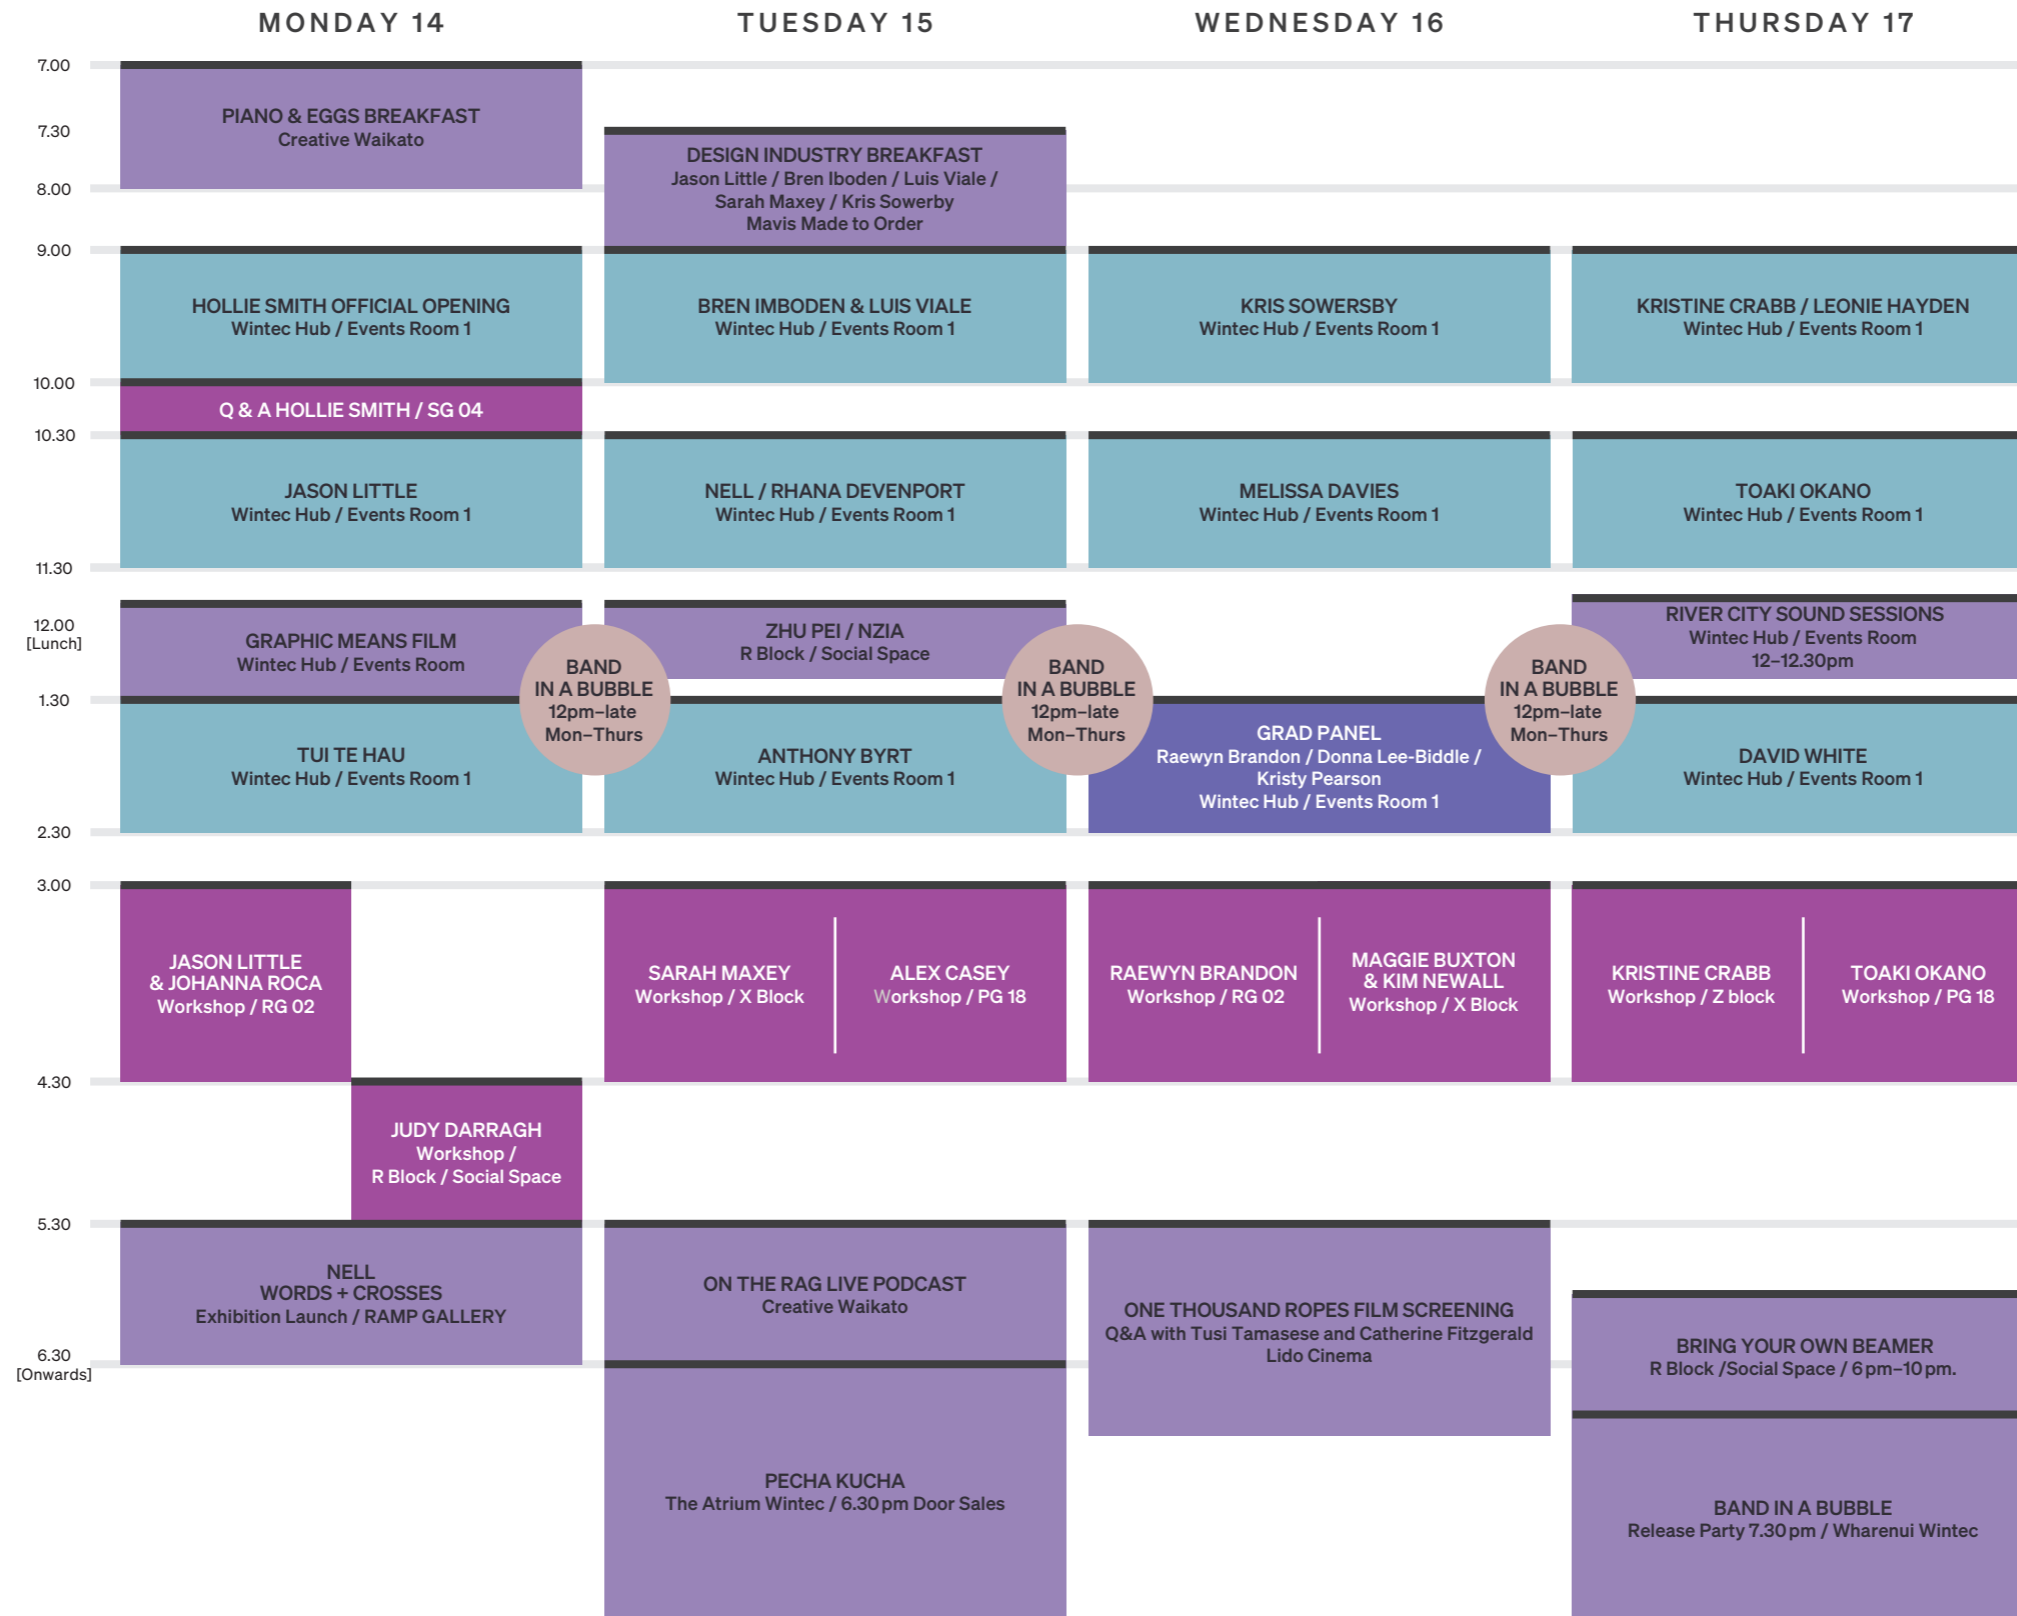 MONDAY 14
TUESDAY 15
WEDNESDAY 16
THURSDAY 17
7.00
PIANO & EGGS BREAKFAST
Creative Waikato
7.30
DESIGN INDUSTRY BREAKFAST
Jason Little / Bren Iboden / Luis Viale /
Sarah Maxey / Kris Sowerby
Mavis Made to Order
8.00
9.00
HOLLIE SMITH OFFICIAL OPENING
Wintec Hub / Events Room 1
BREN IMBODEN & LUIS VIALE
Wintec Hub / Events Room 1
KRIS SOWERSBY
Wintec Hub / Events Room 1
KRISTINE CRABB / LEONIE HAYDEN
Wintec Hub / Events Room 1
10.00
Q & A HOLLIE SMITH / SG 04
10.30
JASON LITTLE
Wintec Hub / Events Room 1
NELL / RHANA DEVENPORT
Wintec Hub / Events Room 1
MELISSA DAVIES
Wintec Hub / Events Room 1
TOAKI OKANO
Wintec Hub / Events Room 1
11.30
12.00
[Lunch]
GRAPHIC MEANS FILM
Wintec Hub / Events Room
BAND
IN A BUBBLE
12pm–late
Mon–Thurs
ZHU PEI / NZIA
R Block / Social Space
BAND
IN A BUBBLE
12pm–late
Mon–Thurs
BAND
IN A BUBBLE
12pm–late
Mon–Thurs
RIVER CITY SOUND SESSIONS
Wintec Hub / Events Room
12–12.30pm
1.30
TUI TE HAU
Wintec Hub / Events Room 1
ANTHONY BYRT
Wintec Hub / Events Room 1
GRAD PANEL
Raewyn Brandon / Donna Lee-Biddle /
Kristy Pearson
Wintec Hub / Events Room 1
DAVID WHITE
Wintec Hub / Events Room 1
2.30
3.00
JASON LITTLE
& JOHANNA ROCA
Workshop / RG 02
SARAH MAXEY
Workshop / X Block
ALEX CASEY
Workshop / PG 18
RAEWYN BRANDON
Workshop / RG 02
MAGGIE BUXTON
& KIM NEWALL
Workshop / X Block
KRISTINE CRABB
Workshop / Z block
TOAKI OKANO
Workshop / PG 18
4.30
JUDY DARRAGH
Workshop /
R Block / Social Space
5.30
NELL
WORDS + CROSSES
Exhibition Launch / RAMP GALLERY
ON THE RAG LIVE PODCAST
Creative Waikato
ONE THOUSAND ROPES FILM SCREENING
Q&A with Tusi Tamasese and Catherine Fitzgerald
Lido Cinema
BRING YOUR OWN BEAMER
R Block /Social Space / 6pm–10pm.
6.30
[Onwards]
PECHA KUCHA
The Atrium Wintec / 6.30pm Door Sales
BAND IN A BUBBLE
Release Party 7.30pm / Wharenui Wintec